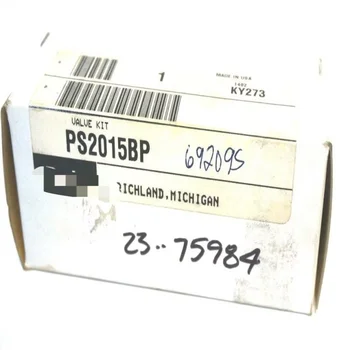 MADE IN USA
1
KY273
VALVE KIT
PS2015BP
692095
RICHLAND, MICHIGAN
23-75984